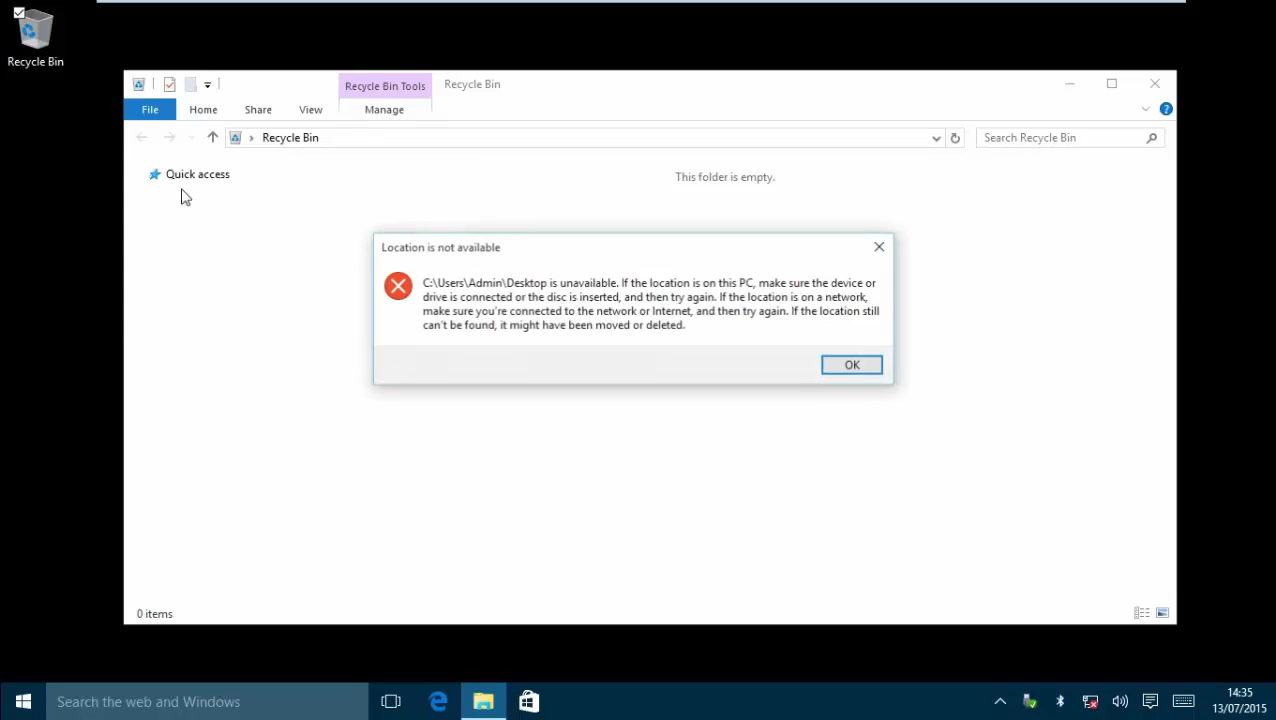 Recycle Bin
Recycle Bin Tools
Recycle Bin
File
Home
Share
View
Manage
Recycle Bin
Search Recycle Bin
Quick access
This folder is empty.
Location is not available
C:\Users\Admin\Desktop is unavailable. If the location is on this PC, make sure the device or
drive is connected or the disc is inserted, and then try again. If the location is on a network,
make sure you're connected to the network or Internet, and then try again. If the location still
can't be found, it might have been moved or deleted.
OK
0 items
Search the web and Windows
14:35
13/07/2015